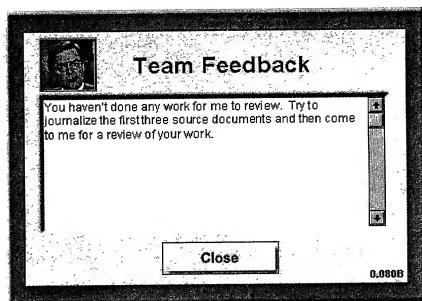 Team Feedback
You haven't done any work for me to review. Try to
journalize the first three source documents and then come
to me for a review of your work.
Close
0.080B